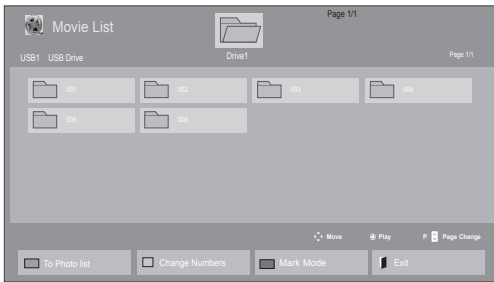 Page 1/1
Movie List
USB1 USB Drive
Drive1
Page 1/1
001 002 003 004
005 006
Move Play P Page Change
To Photo list Change Numbers Mark Mode Exit